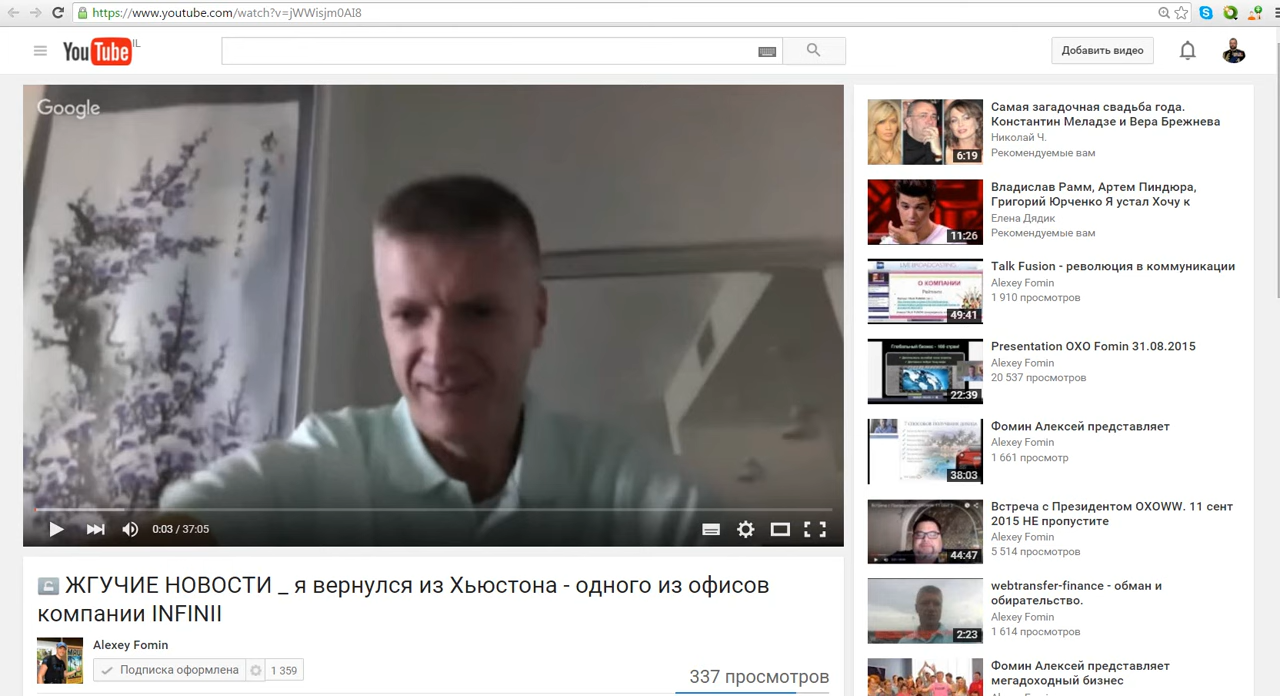 https://www.youtube.com/watch?v=jWWisjm0AI8
YouTube IL
Добавить видео
Google
0:03 / 37:05
ЖГУЧИЕ НОВОСТИ _ я вернулся из Хьюстона - одного из офисов
компании INFINII
Alexey Fomin
Подписка оформлена
1 359
337 просмотров
Самая загадочная свадьба года.
Константин Меладзе и Вера Брежнева
Николай Ч.
Рекомендуемые вам
6:19
Владислав Рамм, Артем Пиндюра,
Григорий Юрченко Я устал Хочу к
Елена Дядик
Рекомендуемые вам
11:26
Talk Fusion - революция в коммуникации
Alexey Fomin
1 910 просмотров
О КОМПАНИИ
49:41
Presentation OXO Fomin 31.08.2015
Alexey Fomin
20 537 просмотров
22:39
Фомин Алексей представляет
Alexey Fomin
1 661 просмотр
38:03
Встреча с Президентом OXOWW. 11 сент
2015 НЕ пропустите
Alexey Fomin
5 514 просмотров
44:47
webtransfer-finance - обман и
обирательство.
Alexey Fomin
1 614 просмотров
2:23
Фомин Алексей представляет
мегадоходный бизнес